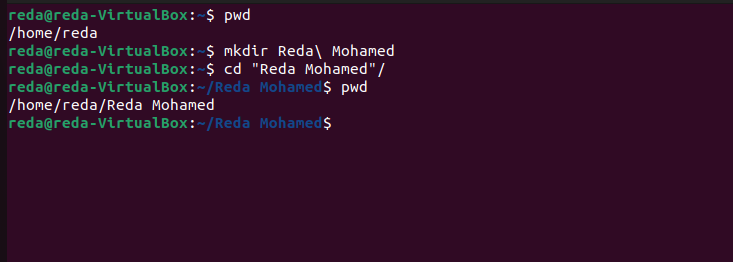 reda@reda-VirtualBox:~$ pwd
/home/reda
reda@reda-VirtualBox:~$ mkdir Reda\ Mohamed
reda@reda-VirtualBox:~$ cd "Reda Mohamed"/
reda@reda-VirtualBox:~/Reda Mohamed$ pwd
/home/reda/Reda Mohamed
reda@reda-VirtualBox:~/Reda Mohamed$